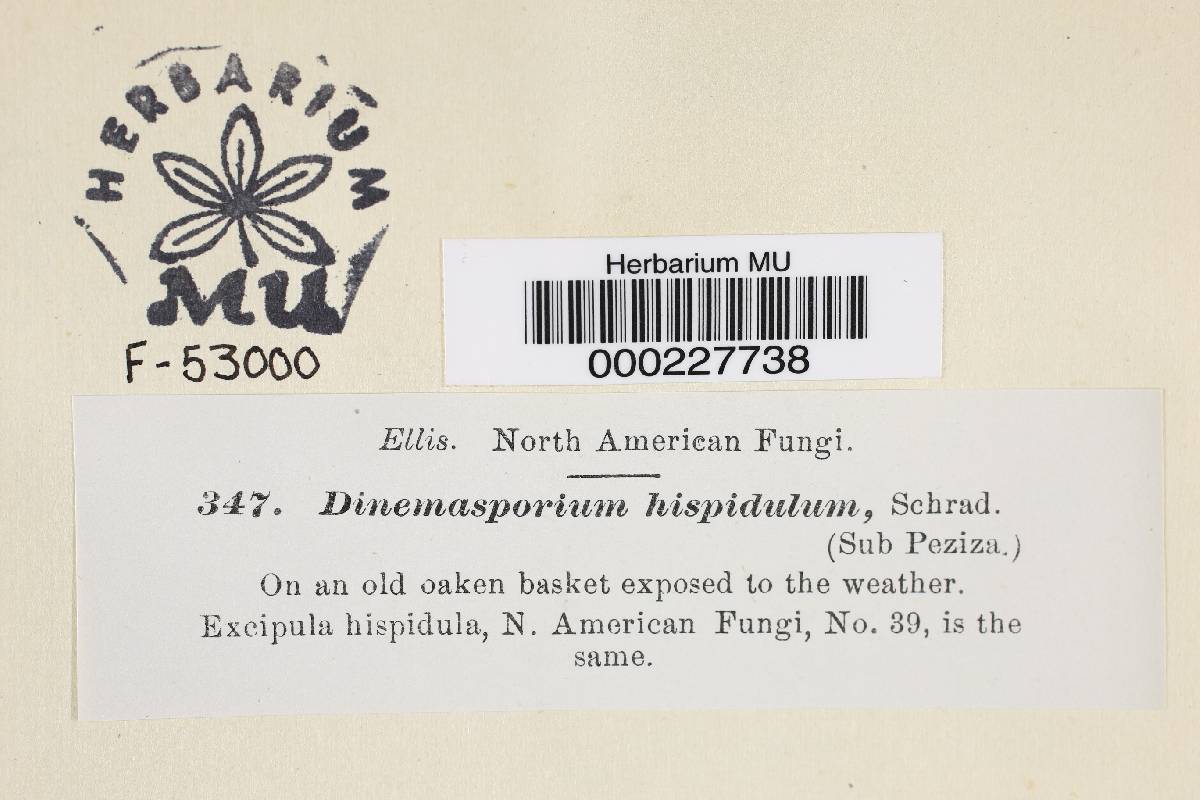 HERBARIUM
MU
F-53000
Herbarium MU
000227738
Ellis. North American Fungi.
347. Dinemasporium hispidulum, Schrad.
(Sub Peziza.)
On an old oaken basket exposed to the weather.
Excipula hispidula, N. American Fungi, No. 39, is the
same.